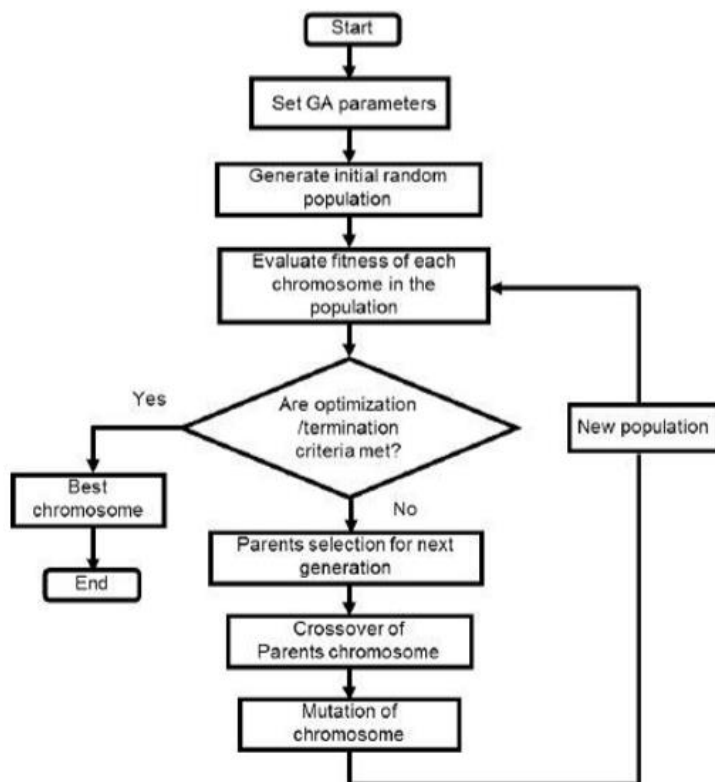 Start
Set GA parameters
Generate initial random
population
Evaluate fitness of each
chromosome in the
population
Yes
Are optimization
/termination
criteria met?
New population
Best
chromosome
No
Parents selection for next
generation
End
Crossover of
Parents chromosome
Mutation of
chromosome